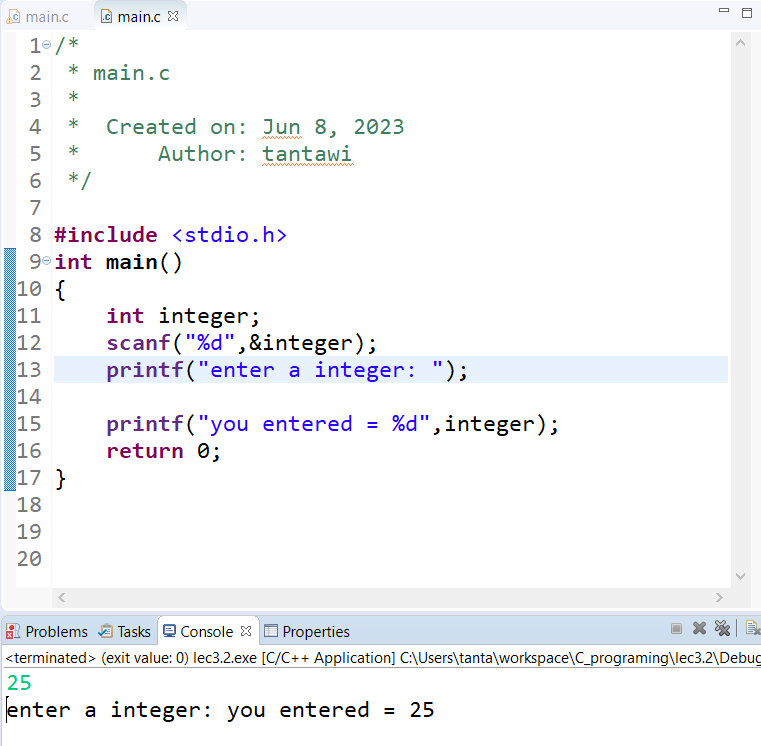 main.c main.c
1 /*
2  * main.c
3  *
4  *  Created on: Jun 8, 2023
5  *      Author: tantawi
6  */
7
8 #include <stdio.h>
9 int main()
10 {
11     int integer;
12     scanf("%d",&integer);
13     printf("enter a integer: ");
14
15     printf("you entered = %d",integer);
16     return 0;
17 }
18
19
20
Problems Tasks Console Properties
<terminated> (exit value: 0) lec3.2.exe [C/C++ Application] C:\Users\tanta\workspace\C_programing\lec3.2\Debug
25
enter a integer: you entered = 25